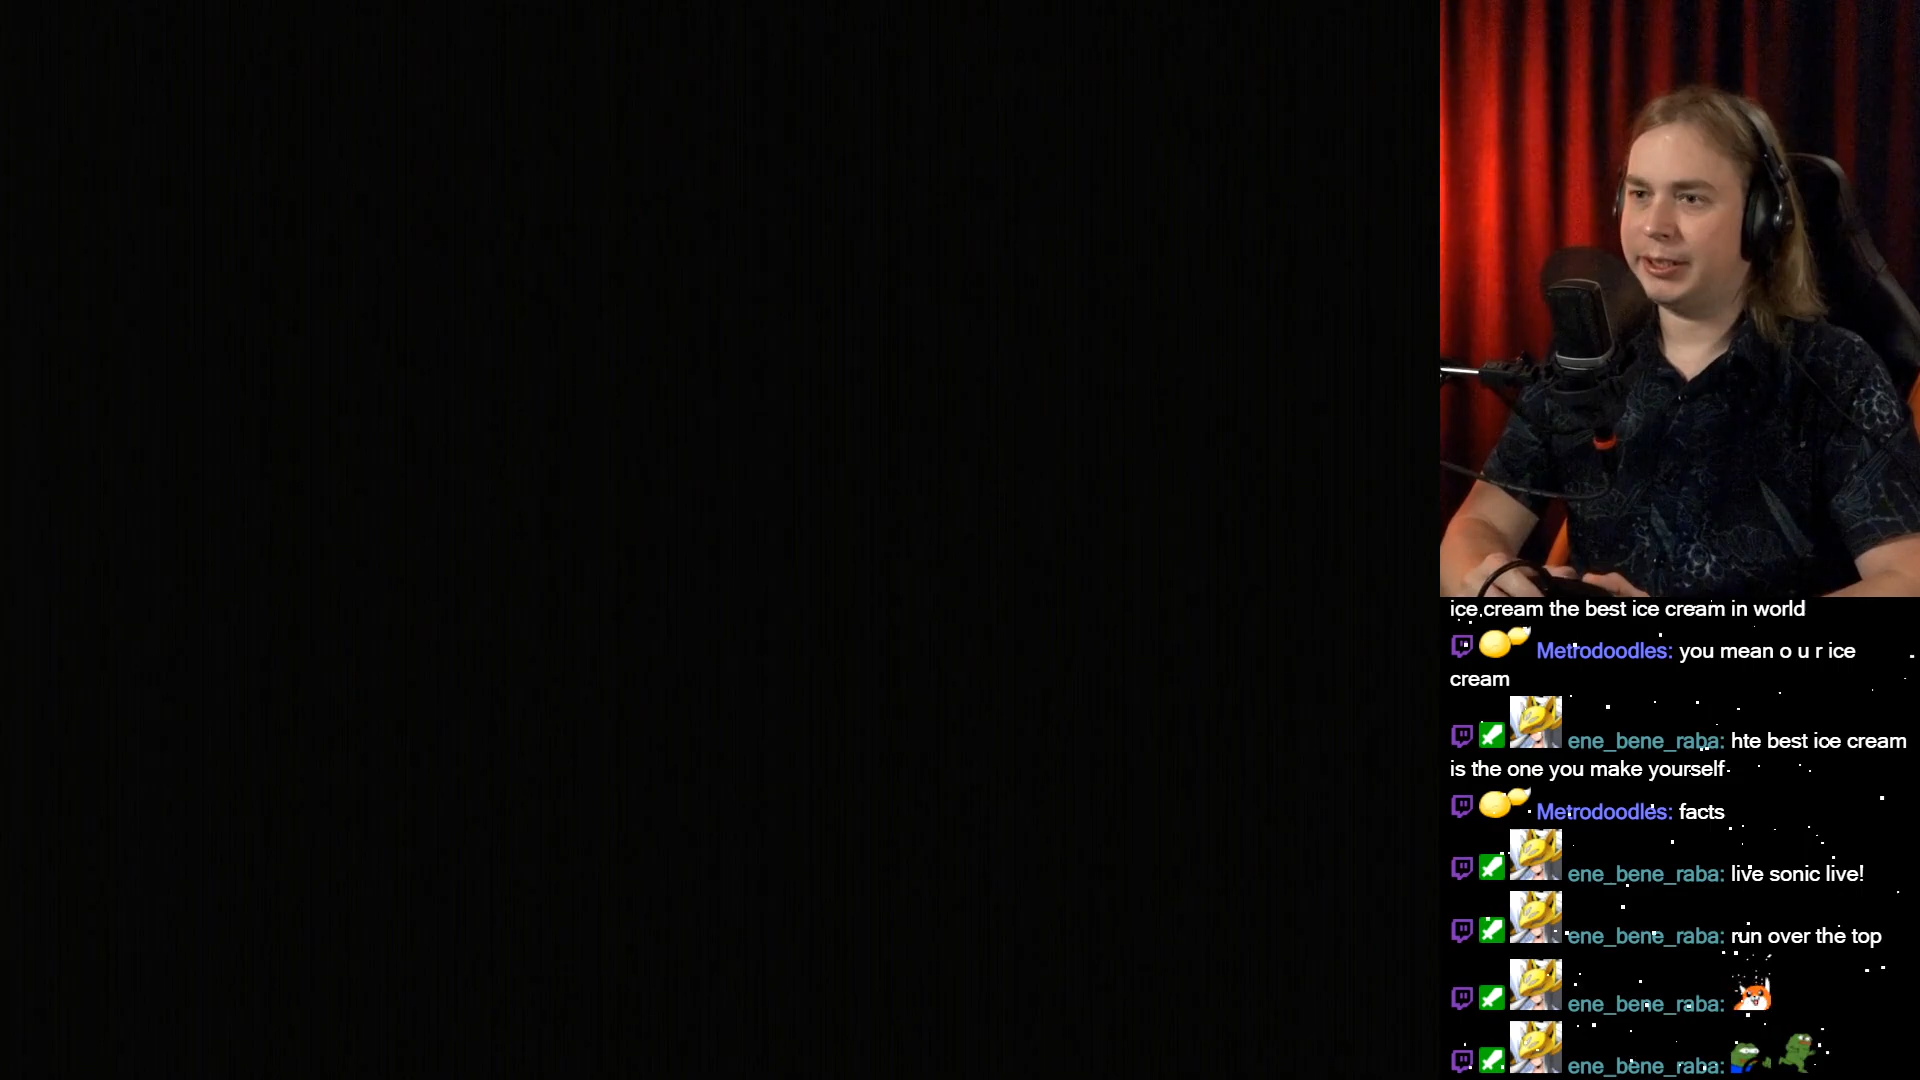 ice cream the best ice cream in world
Metrodoodles: you mean o u r ice
cream
ene_bene_raba: hte best ice cream
is the one you make yourself
Metrodoodles: facts
ene_bene_raba: live sonic live!
ene_bene_raba: run over the top
ene_bene_raba:
ene_bene_raba: